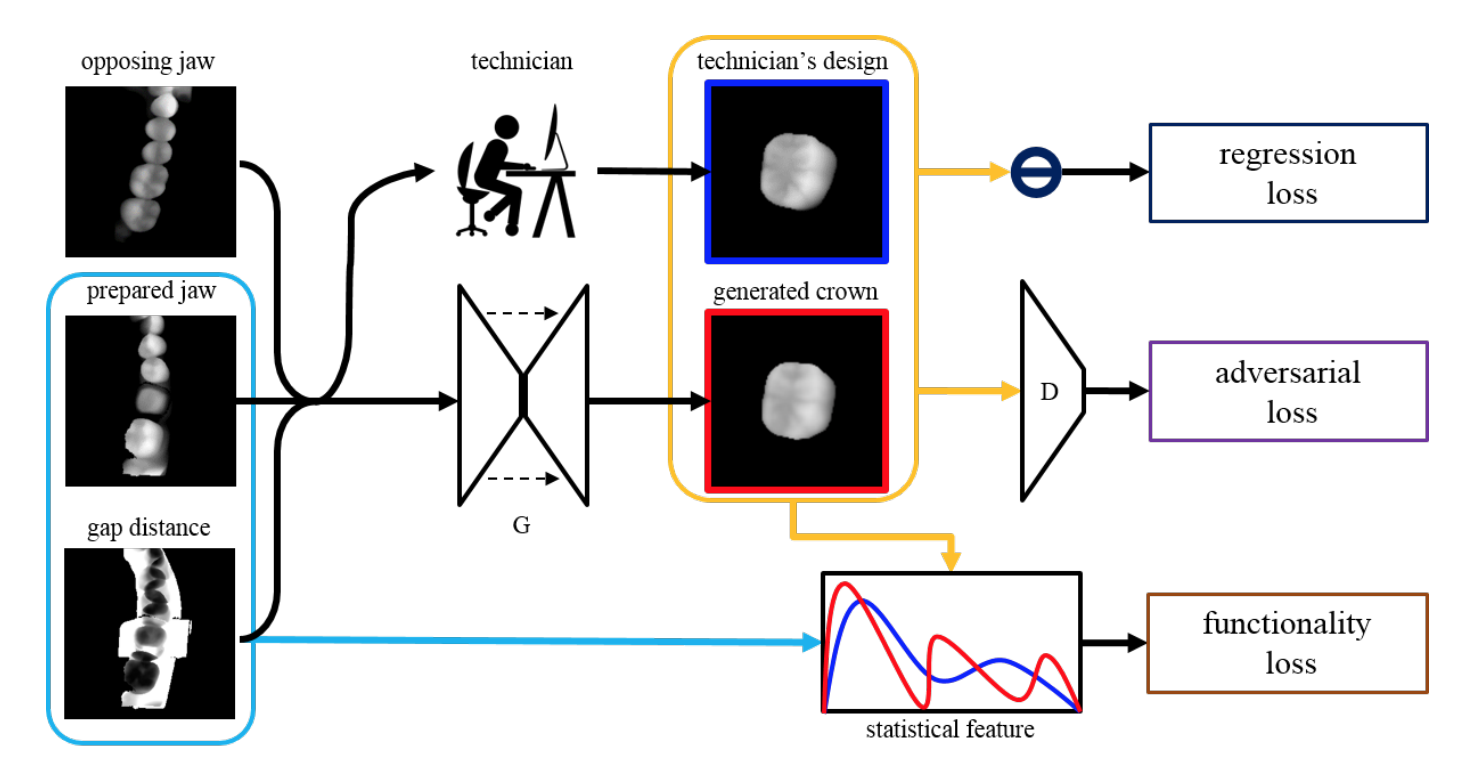 opposing jaw
technician
technician’s design
regression
loss
prepared jaw
generated crown
adversarial
loss
D
G
gap distance
functionality
loss
statistical feature